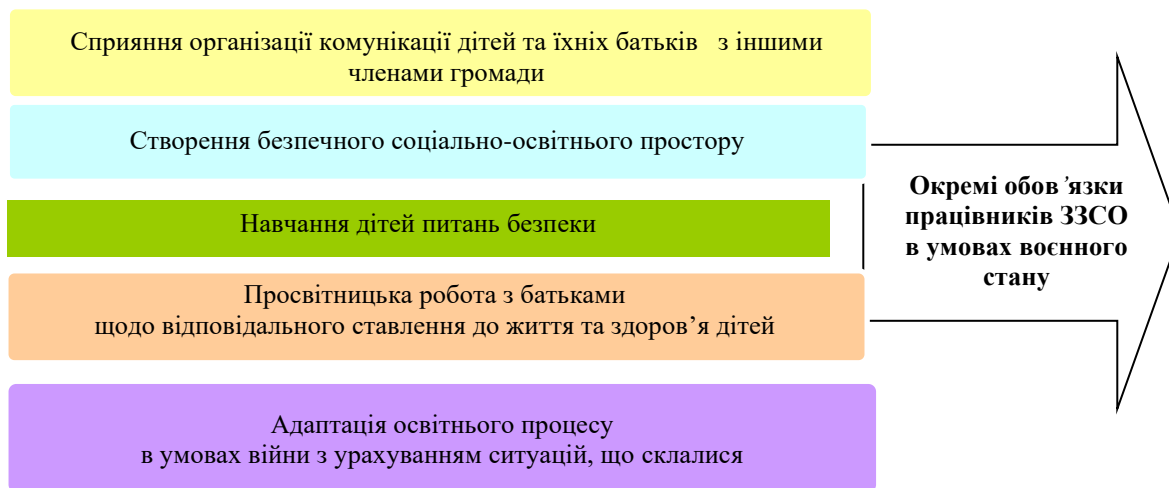 Сприяння організації комунікації дітей та їхніх батьків з іншими
членами громади
Створення безпечного соціально-освітнього простору
Навчання дітей питань безпеки
Просвітницька робота з батьками
щодо відповідального ставлення до життя та здоров’я дітей
Адаптація освітнього процесу
в умовах війни з урахуванням ситуацій, що склалися
Окремі обов’язки
працівників ЗЗСО
в умовах воєнного
стану